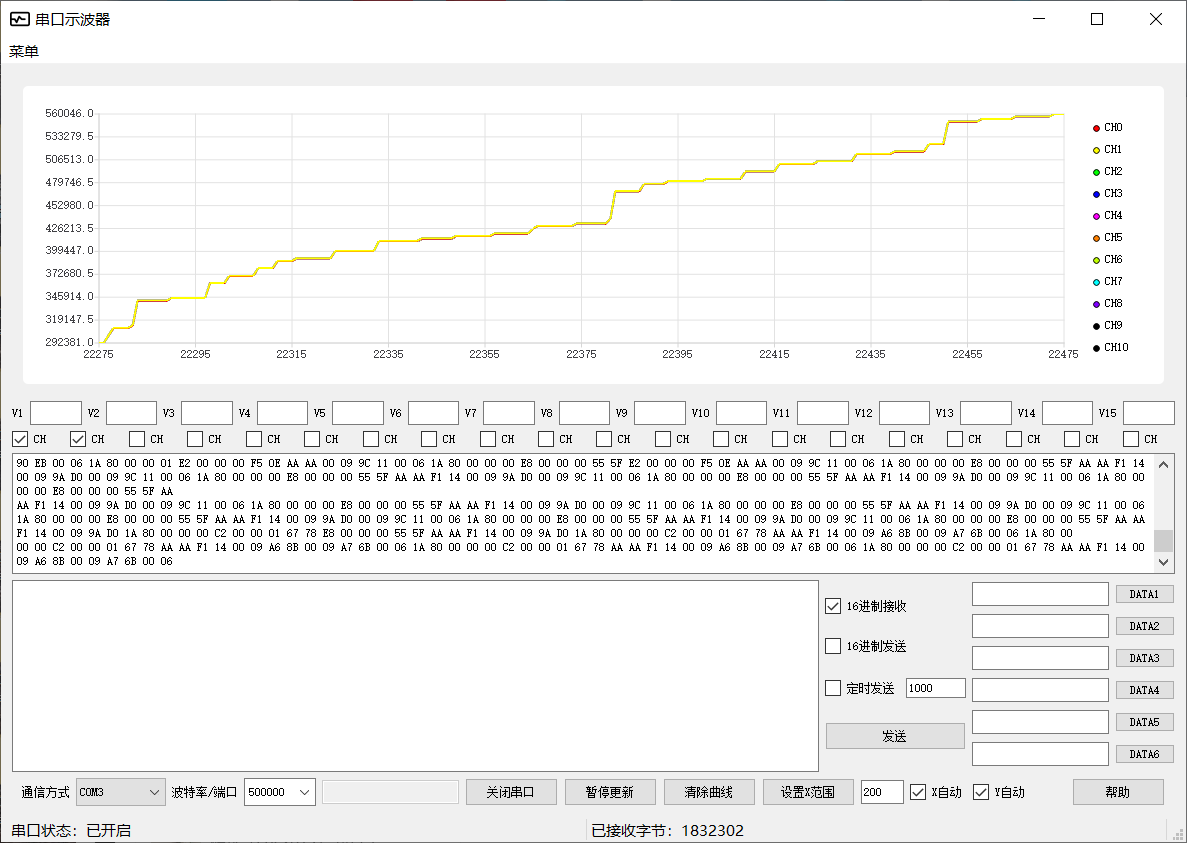 串口示波器
菜单
560046.0
533279.5
506513.0
479746.5
452980.0
426213.5
399447.0
372680.5
345914.0
319147.5
292381.0
22275 22295 22315 22335 22355 22375 22395 22415 22435 22455 22475
CH0
CH1
CH2
CH3
CH4
CH5
CH6
CH7
CH8
CH9
CH10
V1 V2 V3 V4 V5 V6 V7 V8 V9 V10 V11 V12 V13 V14 V15
CH CH CH CH CH CH CH CH CH CH CH CH CH CH CH CH CH CH CH CH
90 EB 00 06 1A 80 00 00 01 E2 00 00 00 F5 0E AA AA 00 09 9C 11 00 06 1A 80 00 00 00 E8 00 00 00 55 5F E2 00 00 00 F5 0E AA AA 00 09 9C 11 00 06 1A 80 00 00 00 E8 00 00 00 55 5F AA AA F1 14
00 09 9A D0 00 09 9C 11 00 06 1A 80 00 00 00 E8 00 00 00 55 5F AA AA F1 14 00 09 9A D0 00 09 9C 11 00 06 1A 80 00 00 00 E8 00 00 00 55 5F AA AA F1 14 00 09 9A D0 00 09 9C 11 00 06 1A 80 00
00 00 E8 00 00 00 55 5F AA
AA F1 14 00 09 9A D0 00 09 9C 11 00 06 1A 80 00 00 00 E8 00 00 00 55 5F AA AA F1 14 00 09 9A D0 00 09 9C 11 00 06 1A 80 00 00 00 E8 00 00 00 55 5F AA AA F1 14 00 09 9A D0 00 09 9C 11 00 06
1A 80 00 00 00 E8 00 00 00 55 5F AA AA F1 14 00 09 9A D0 00 09 9C 11 00 06 1A 80 00 00 00 E8 00 00 00 55 5F AA AA F1 14 00 09 9A D0 00 09 9C 11 00 06 1A 80 00 00 00 E8 00 00 00 55 5F AA AA
F1 14 00 09 9A D0 1A 80 00 00 00 E8 00 00 00 55 5F AA AA F1 14 00 09 9A D0 1A 80 00 00 00 C2 00 00 01 67 78 AA AA F1 14 00 09 A6 8B 00 09 A7 6B 00 06 1A 80 00
00 00 C2 00 00 01 67 78 AA AA F1 14 00 09 A6 8B 00 09 A7 6B 00 06 1A 80 00 00 00 C2 00 00 01 67 78 AA AA F1 14 00 09 A6 8B 00 09 A7 6B 00 06 1A 80 00 00 00 C2 00 00 01 67 78 AA AA F1 14 00
09 A6 8B 00 09 A7 6B 00 06
16进制接收
16进制发送
定时发送 1000
发送
DATA1
DATA2
DATA3
DATA4
DATA5
DATA6
通信方式 COM3 波特率/端口 500000 关闭串口 暂停更新 清除曲线 设置X范围 200 X自动 Y自动 帮助
串口状态: 已开启 已接收字节: 1832302